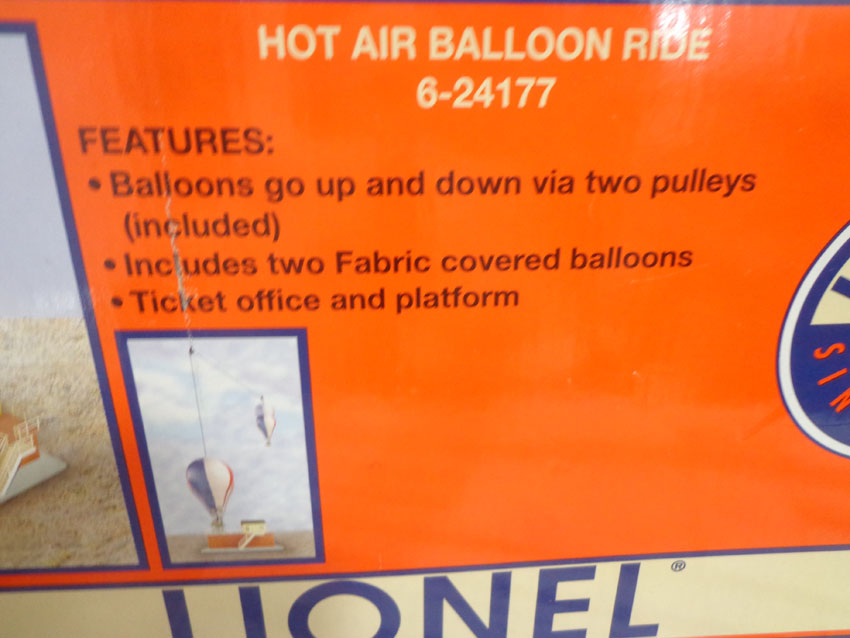 HOT AIR BALLOON RIDE
6-24177
FEATURES:
• Balloons go up and down via two pulleys
(included)
• Includes two Fabric covered balloons
• Ticket office and platform
LIONEL®